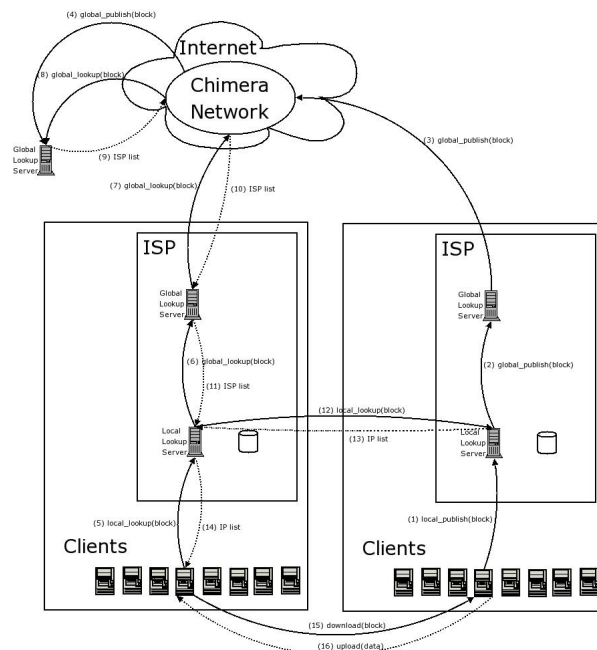 (4) global_publish(block)
Internet
(8) global_lookup(block)
Chimera
Network
(3) global_publish(block)
Global
Lookup
Server
(9) ISP list
(7) global_lookup(block)
(10) ISP list
ISP
ISP
Global
Lookup
Server
Global
Lookup
Server
(6) global_lookup(block)
(2) global_publish(block)
(11) ISP list
(12) local_lookup(block)
Local
Lookup
Server
(13) IP list
Local
Lookup
Server
(5) local_lookup(block)
(14) IP list
(1) local_publish(block)
Clients
Clients
(15) download(block)
(16) upload(data)